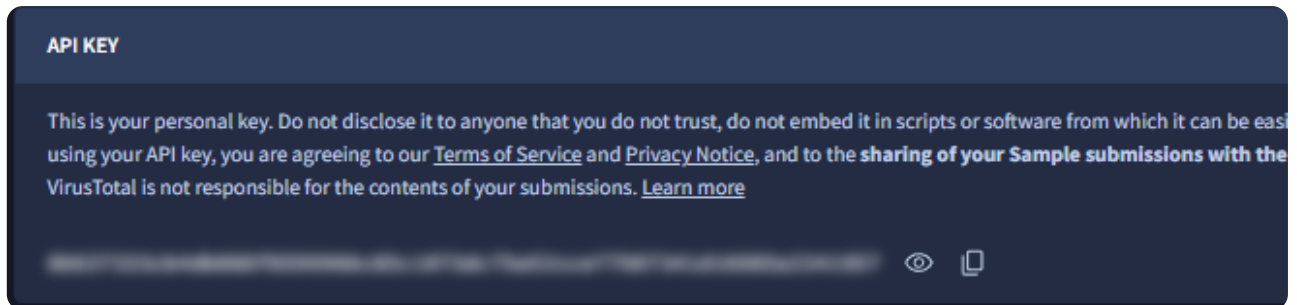 API KEY
This is your personal key. Do not disclose it to anyone that you do not trust, do not embed it in scripts or software from which it can be easi
using your API key, you are agreeing to our Terms of Service and Privacy Notice, and to the sharing of your Sample submissions with the
VirusTotal is not responsible for the contents of your submissions. Learn more